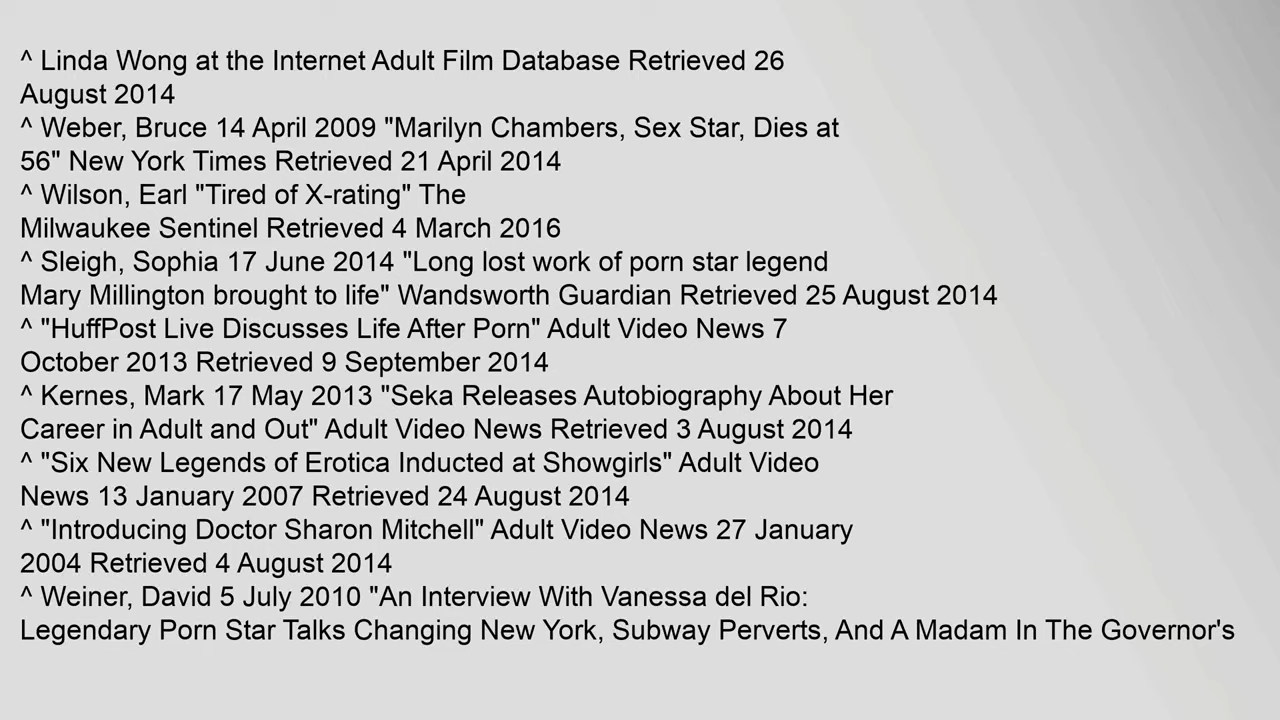 ^ Linda Wong at the Internet Adult Film Database Retrieved 26
August 2014
^ Weber, Bruce 14 April 2009 "Marilyn Chambers, Sex Star, Dies at
56" New York Times Retrieved 21 April 2014
^ Wilson, Earl "Tired of X-rating" The
Milwaukee Sentinel Retrieved 4 March 2016
^ Sleigh, Sophia 17 June 2014 "Long lost work of porn star legend
Mary Millington brought to life" Wandsworth Guardian Retrieved 25 August 2014
^ "HuffPost Live Discusses Life After Porn" Adult Video News 7
October 2013 Retrieved 9 September 2014
^ Kernes, Mark 17 May 2013 "Seka Releases Autobiography About Her
Career in Adult and Out" Adult Video News Retrieved 3 August 2014
^ "Six New Legends of Erotica Inducted at Showgirls" Adult Video
News 13 January 2007 Retrieved 24 August 2014
^ "Introducing Doctor Sharon Mitchell" Adult Video News 27 January
2004 Retrieved 4 August 2014
^ Weiner, David 5 July 2010 "An Interview With Vanessa del Rio:
Legendary Porn Star Talks Changing New York, Subway Perverts, And A Madam In The Governor's